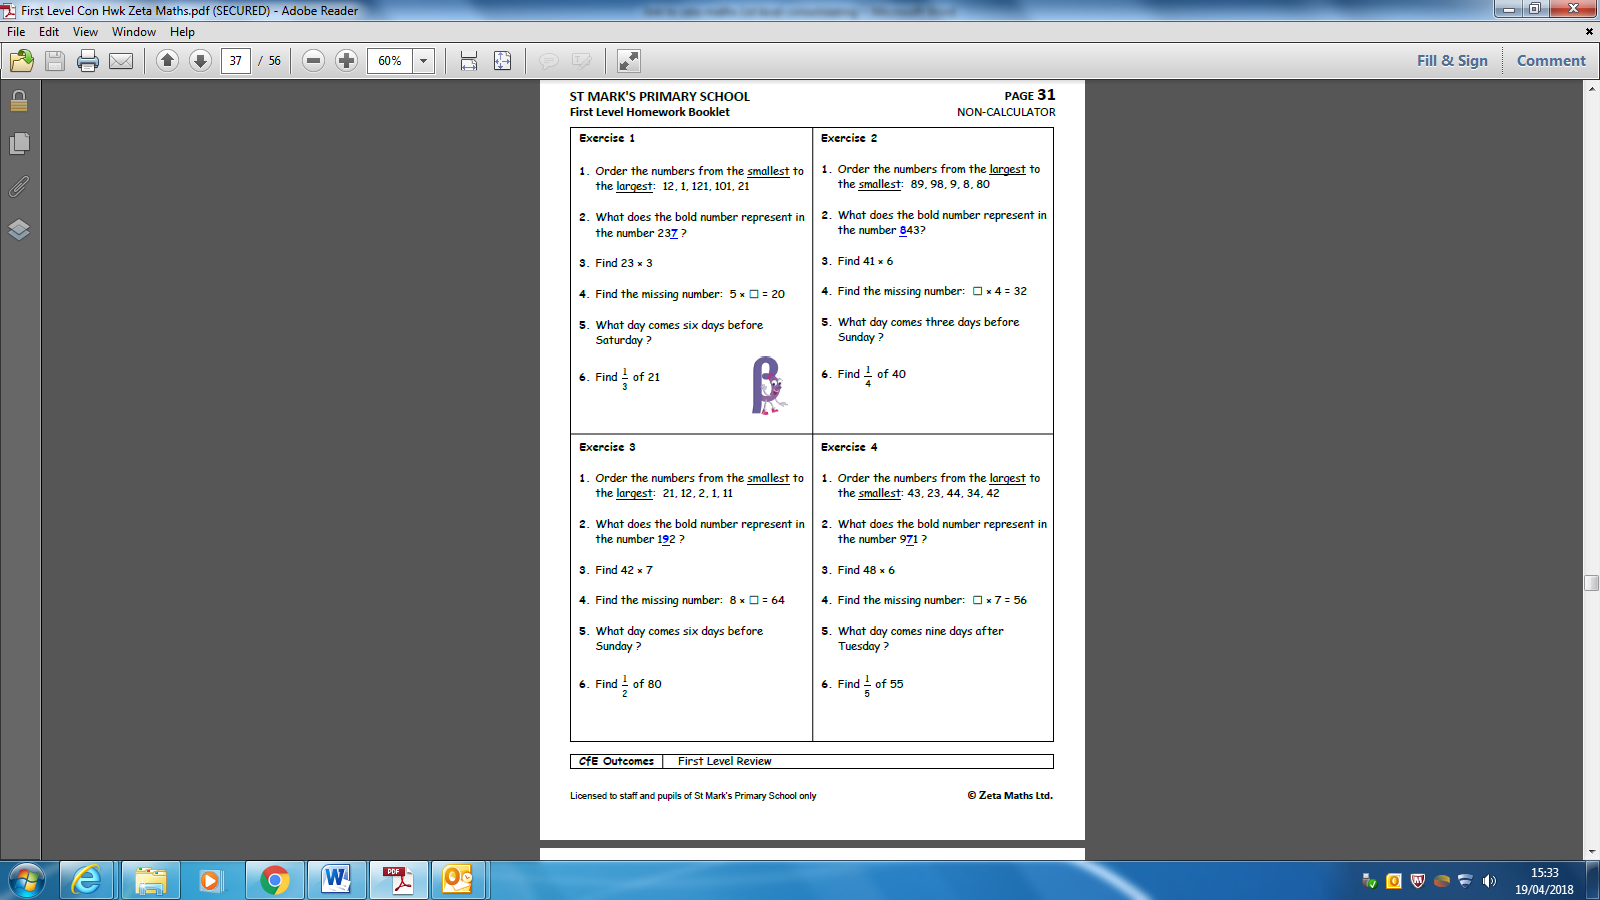 First Level Con Hwk Zeta Maths.pdf (SECURED) - Adobe Reader
File Edit View Window Help
37 / 56 60% Fill & Sign Comment
ST MARK'S PRIMARY SCHOOL PAGE 31
First Level Homework Booklet NON-CALCULATOR
Exercise 1
1. Order the numbers from the smallest to
the largest: 12, 1, 121, 101, 21
2. What does the bold number represent in
the number 237 ?
3. Find 23 × 3
4. Find the missing number: 5 × □ = 20
5. What day comes six days before
Saturday ?
6. Find 1/3 of 21
Exercise 2
1. Order the numbers from the largest to
the smallest: 89, 98, 9, 8, 80
2. What does the bold number represent in
the number 843?
3. Find 41 × 6
4. Find the missing number: □ × 4 = 32
5. What day comes three days before
Sunday ?
6. Find 1/4 of 40
Exercise 3
1. Order the numbers from the smallest to
the largest: 21, 12, 2, 1, 11
2. What does the bold number represent in
the number 192 ?
3. Find 42 × 7
4. Find the missing number: 8 × □ = 64
5. What day comes six days before
Sunday ?
6. Find 1/2 of 80
Exercise 4
1. Order the numbers from the largest to
the smallest: 43, 23, 44, 34, 42
2. What does the bold number represent in
the number 971 ?
3. Find 48 × 6
4. Find the missing number: □ × 7 = 56
5. What day comes nine days after
Tuesday ?
6. Find 1/5 of 55
CfE Outcomes First Level Review
Licensed to staff and pupils of St Mark's Primary School only © Zeta Maths Ltd.
15:33
19/04/2018